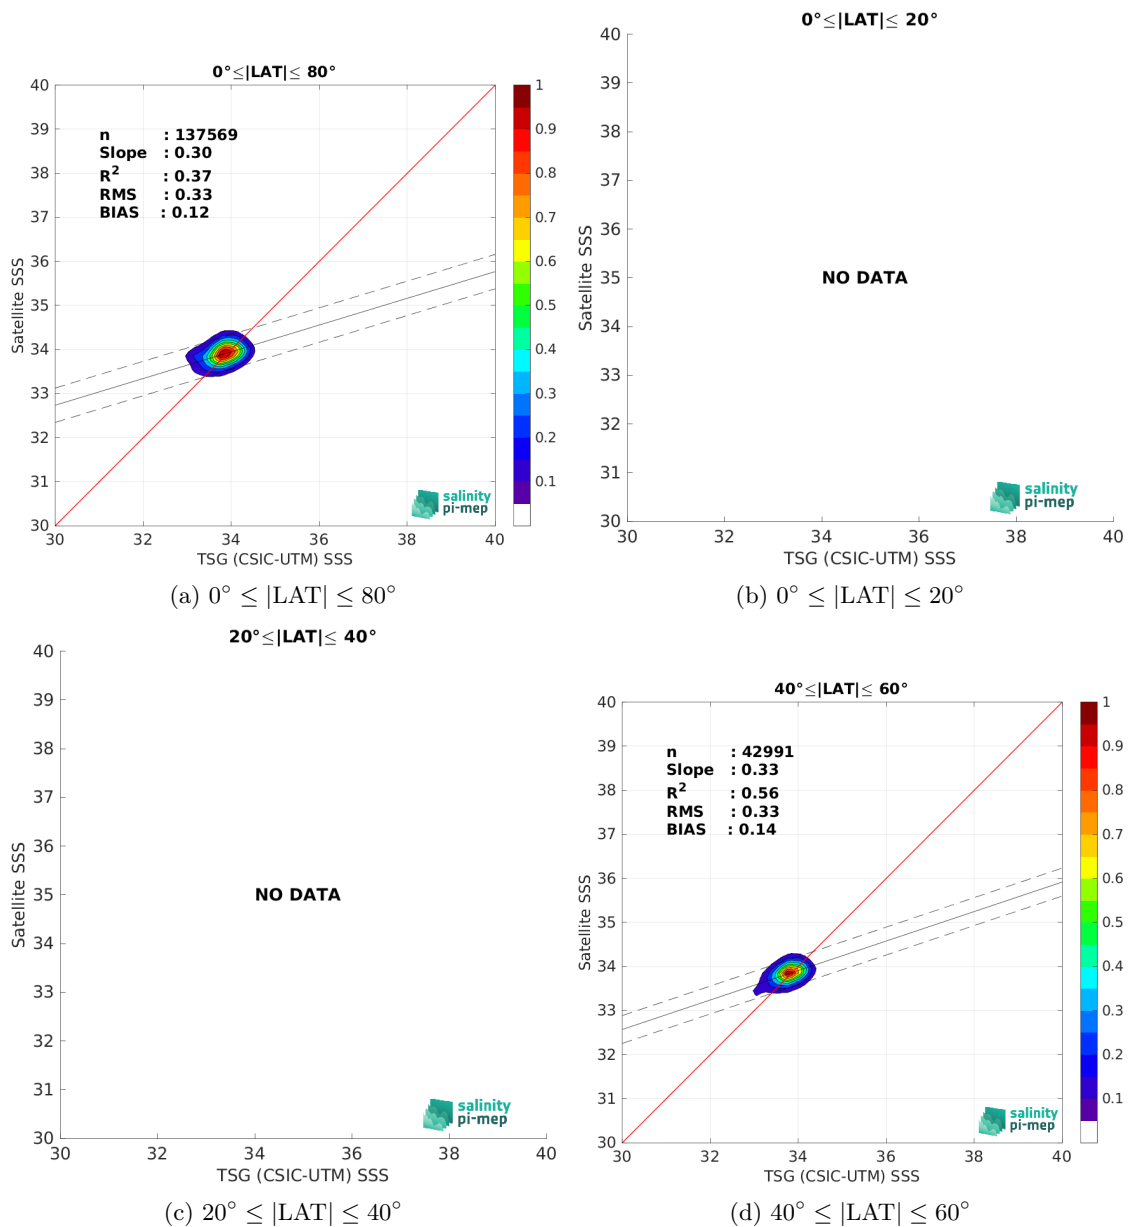 0°≤|LAT|≤ 80°
40
39
38
37
36
35
34
33
32
31
30
Satellite SSS
n : 137569
Slope : 0.30
R² : 0.37
RMS : 0.33
BIAS : 0.12
1
0.9
0.8
0.7
0.6
0.5
0.4
0.3
0.2
0.1
salinity
pi-mep
30 32 34 36 38 40
TSG (CSIC-UTM) SSS
(a) 0° ≤ |LAT| ≤ 80°
0°≤|LAT|≤ 20°
40
39
38
37
36
35
34
33
32
31
30
Satellite SSS
NO DATA
salinity
pi-mep
30 32 34 36 38 40
TSG (CSIC-UTM) SSS
(b) 0° ≤ |LAT| ≤ 20°
20°≤|LAT|≤ 40°
40
39
38
37
36
35
34
33
32
31
30
Satellite SSS
NO DATA
salinity
pi-mep
30 32 34 36 38 40
TSG (CSIC-UTM) SSS
(c) 20° ≤ |LAT| ≤ 40°
40°≤|LAT|≤ 60°
40
39
38
37
36
35
34
33
32
31
30
Satellite SSS
n : 42991
Slope : 0.33
R² : 0.56
RMS : 0.33
BIAS : 0.14
1
0.9
0.8
0.7
0.6
0.5
0.4
0.3
0.2
0.1
salinity
pi-mep
30 32 34 36 38 40
TSG (CSIC-UTM) SSS
(d) 40° ≤ |LAT| ≤ 60°